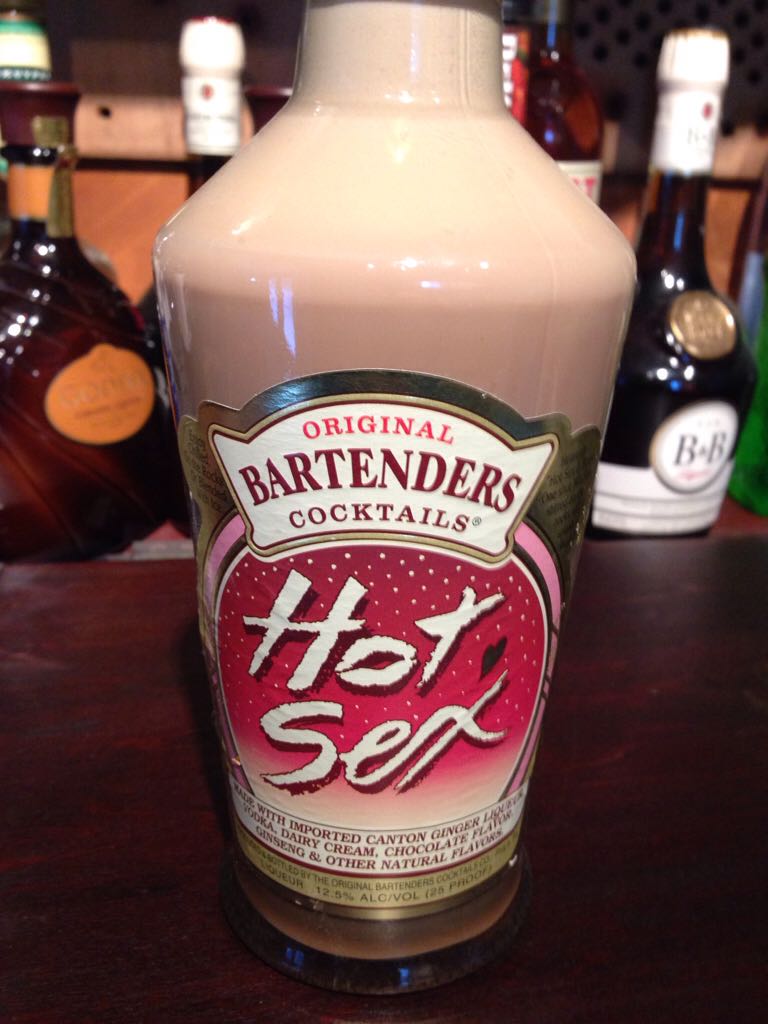 ORIGINAL
BARTENDERS
COCKTAILS®
Hot
Sex
MADE WITH IMPORTED CANTON GINGER LIQUEUR,
VODKA, DAIRY CREAM, CHOCOLATE FLAVOR,
GINSENG & OTHER NATURAL FLAVORS.
BOTTLED BY THE ORIGINAL BARTENDERS COCKTAIL CO.
LIQUEUR 12.5% ALC/VOL (25 PROOF)
B&B